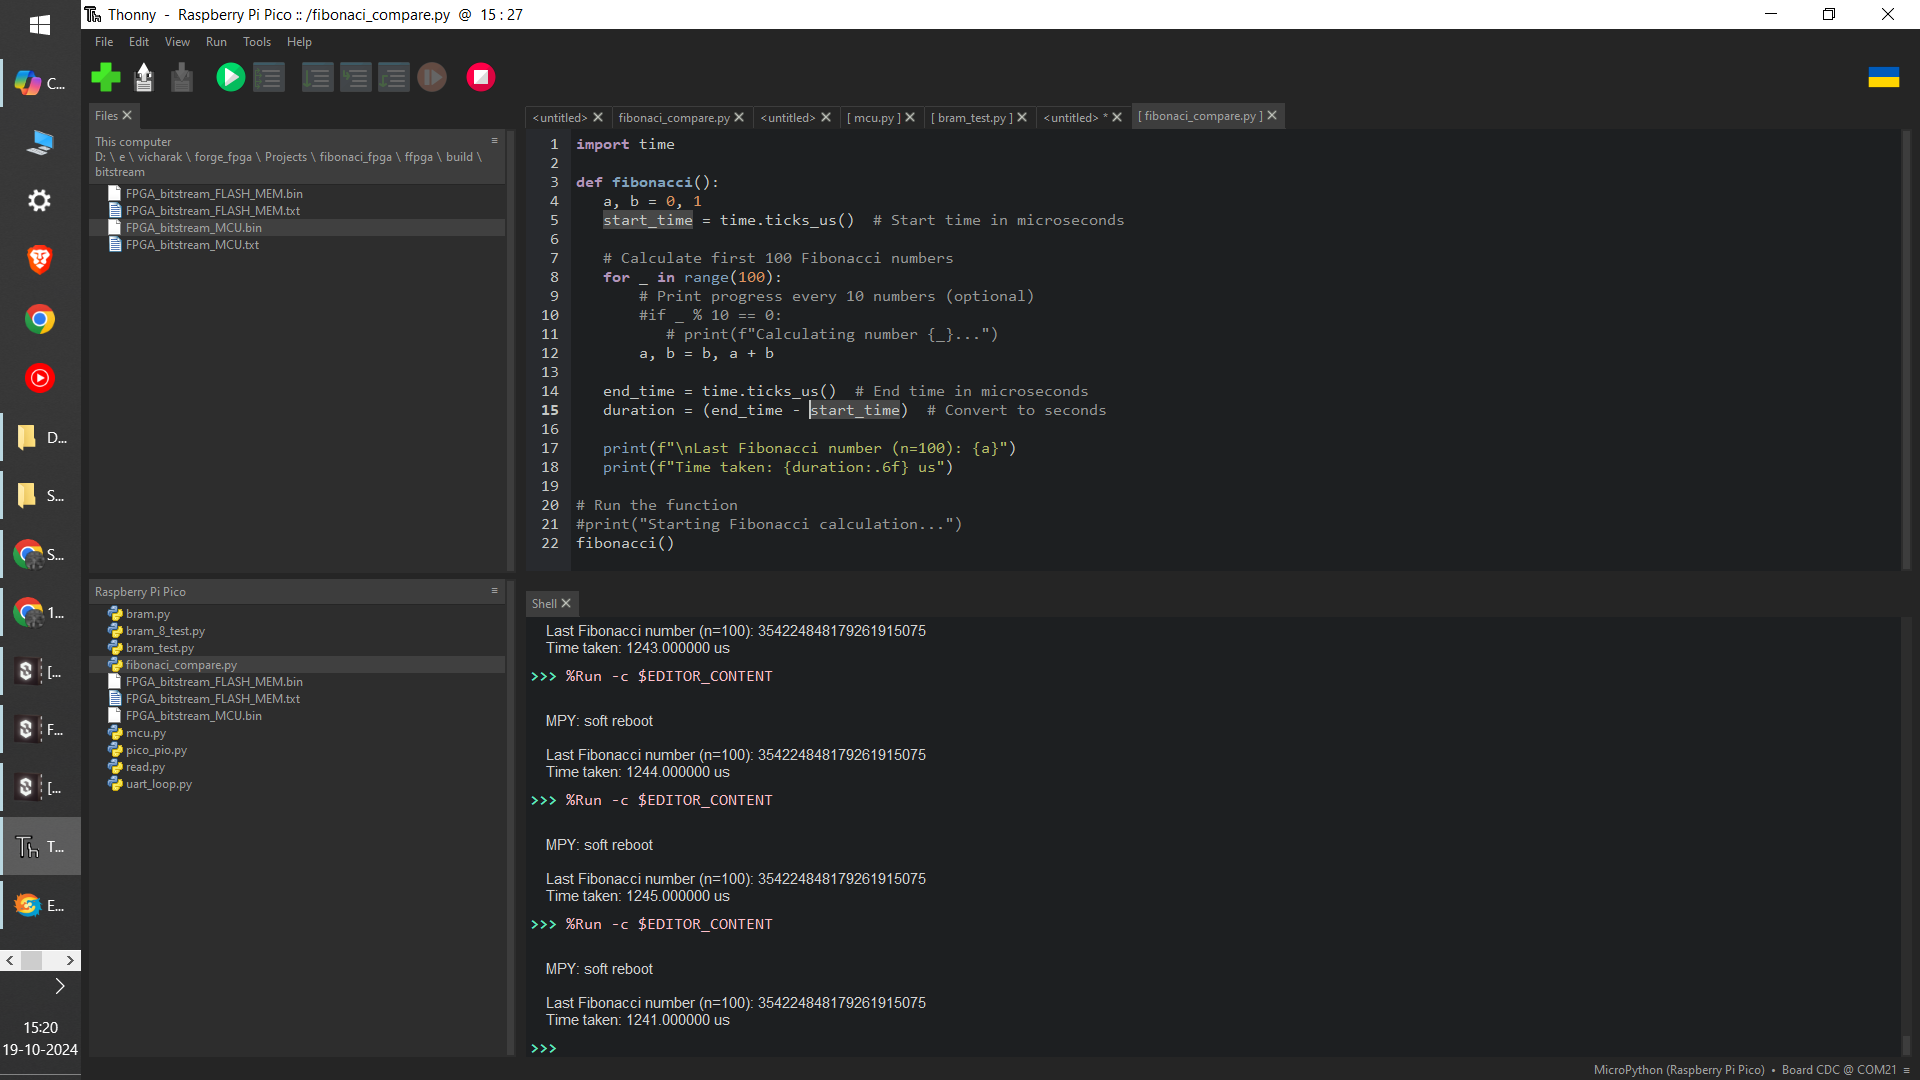 Thonny - Raspberry Pi Pico :: /fibonaci_compare.py @ 15 : 27
File Edit View Run Tools Help
C...
D...
S...
S...
1...
[...
F...
[...
T...
E...
15:20
19-10-2024
Files
This computer
D: \ e \ vicharak \ forge_fpga \ Projects \ fibonaci_fpga \ ffpga \ build \
bitstream
FPGA_bitstream_FLASH_MEM.bin
FPGA_bitstream_FLASH_MEM.txt
FPGA_bitstream_MCU.bin
FPGA_bitstream_MCU.txt
Raspberry Pi Pico
bram.py
bram_8_test.py
bram_test.py
fibonaci_compare.py
FPGA_bitstream_FLASH_MEM.bin
FPGA_bitstream_FLASH_MEM.txt
FPGA_bitstream_MCU.bin
mcu.py
pico_pio.py
read.py
uart_loop.py
<untitled> fibonaci_compare.py <untitled> [ mcu.py ] [ bram_test.py ] <untitled> * [ fibonaci_compare.py ]
1 import time
2
3 def fibonacci():
4 a, b = 0, 1
5 start_time = time.ticks_us() # Start time in microseconds
6
7 # Calculate first 100 Fibonacci numbers
8 for _ in range(100):
9 # Print progress every 10 numbers (optional)
10 #if _ % 10 == 0:
11 # print(f"Calculating number {_}...")
12 a, b = b, a + b
13
14 end_time = time.ticks_us() # End time in microseconds
15 duration = (end_time - start_time) # Convert to seconds
16
17 print(f"\nLast Fibonacci number (n=100): {a}")
18 print(f"Time taken: {duration:.6f} us")
19
20 # Run the function
21 #print("Starting Fibonacci calculation...")
22 fibonacci()
Shell
Last Fibonacci number (n=100): 354224848179261915075
Time taken: 1243.000000 us
>>> %Run -c $EDITOR_CONTENT
MPY: soft reboot
Last Fibonacci number (n=100): 354224848179261915075
Time taken: 1244.000000 us
>>> %Run -c $EDITOR_CONTENT
MPY: soft reboot
Last Fibonacci number (n=100): 354224848179261915075
Time taken: 1245.000000 us
>>> %Run -c $EDITOR_CONTENT
MPY: soft reboot
Last Fibonacci number (n=100): 354224848179261915075
Time taken: 1241.000000 us
>>>
MicroPython (Raspberry Pi Pico) • Board CDC @ COM21